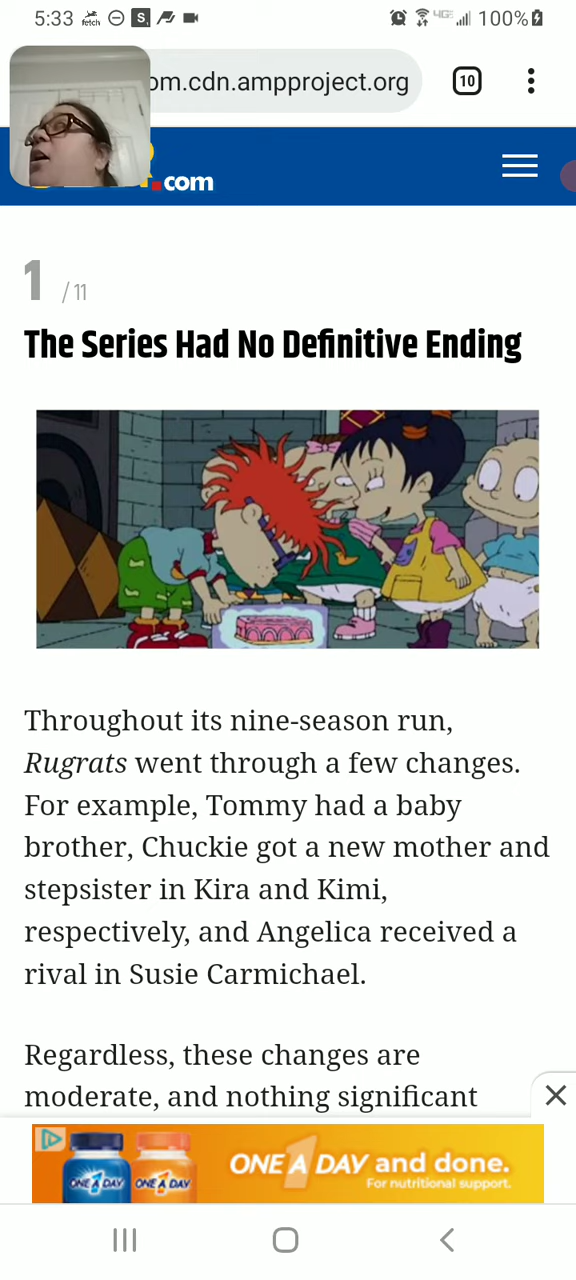 5:33 fetch S 4GE 100%
om.cdn.ampproject.org 10
.com
1 / 11
The Series Had No Definitive Ending
Throughout its nine-season run,
Rugrats went through a few changes.
For example, Tommy had a baby
brother, Chuckie got a new mother and
stepsister in Kira and Kimi,
respectively, and Angelica received a
rival in Susie Carmichael.
Regardless, these changes are
moderate, and nothing significant
ONE A DAY ONE A DAY ONE A DAY and done.
For nutritional support.